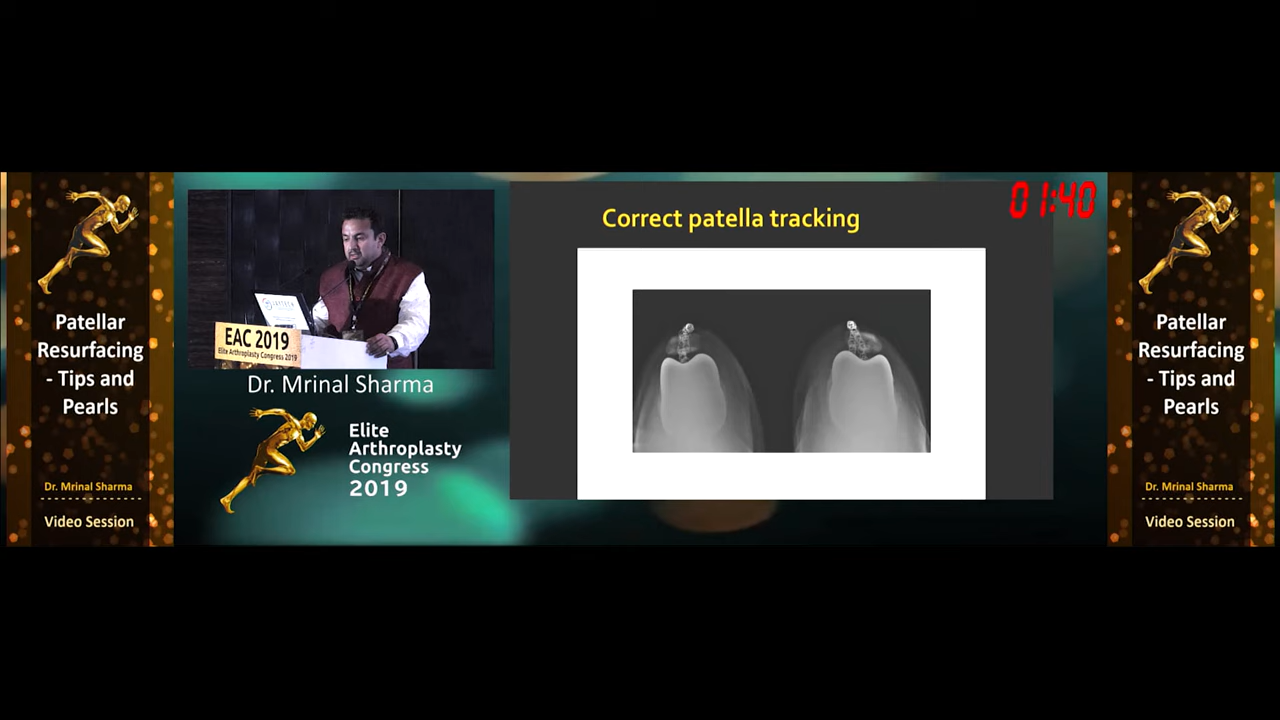 Patellar
Resurfacing
- Tips and
Pearls
Dr. Mrinal Sharma
Video Session
EAC 2019
Elite Arthroplasty Congress 2019
Dr. Mrinal Sharma
Elite
Arthroplasty
Congress
2019
Correct patella tracking
01:40
Patellar
Resurfacing
- Tips and
Pearls
Dr. Mrinal Sharma
Video Session